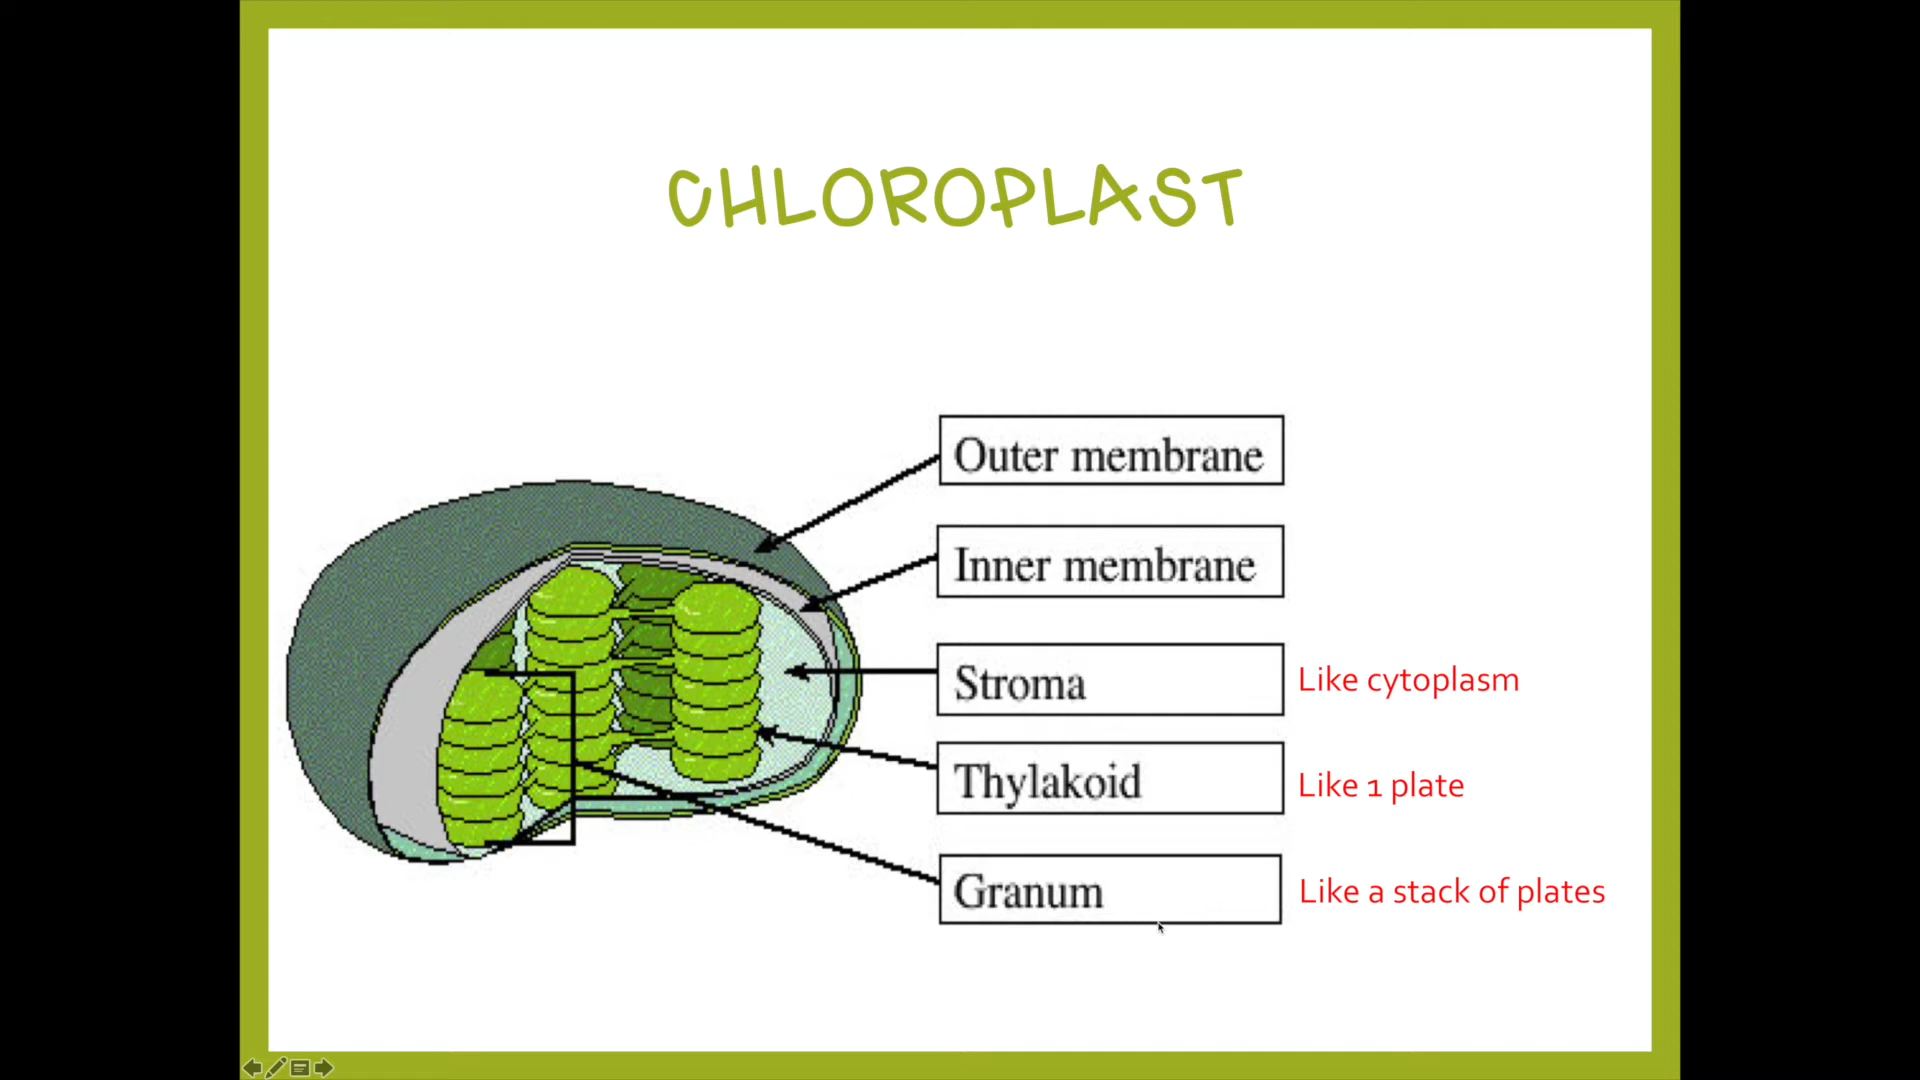 CHLOROPLAST
Outer membrane
Inner membrane
Stroma
Like cytoplasm
Thylakoid
Like 1 plate
Granum
Like a stack of plates